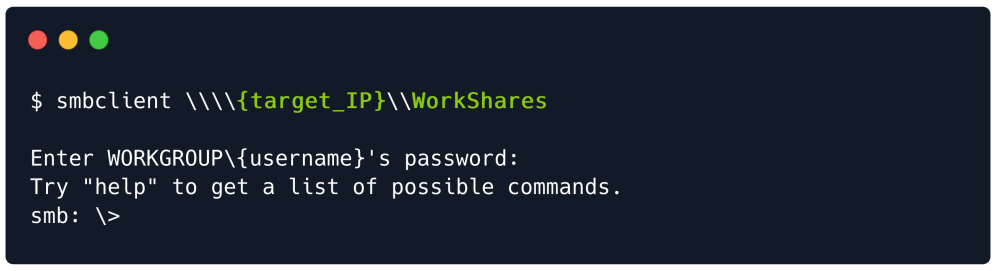 $ smbclient \\\\{target_IP}\\WorkShares
Enter WORKGROUP\{username}'s password:
Try "help" to get a list of possible commands.
smb: \>